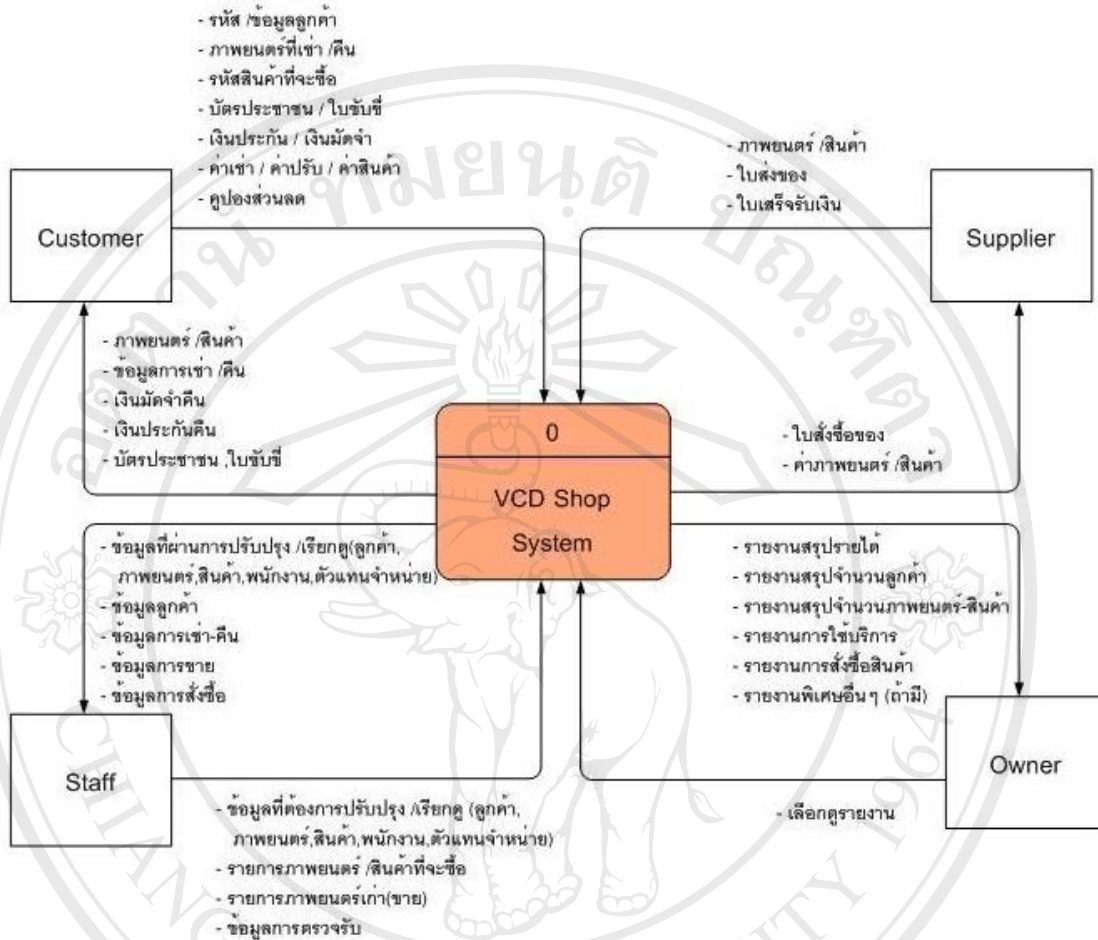 - รหัส /ข้อมูลลูกค้า
- ภาพยนตร์ที่เช่า /คืน
- รหัสสินค้าที่จะซื้อ
- บัตรประชาชน / ใบขับขี่
- เงินประกัน / เงินมัดจำ
- ค่าเช่า / ค่าปรับ / ค่าสินค้า
- คูปองส่วนลด
- ภาพยนตร์ /สินค้า
- ใบส่งของ
- ใบเสร็จรับเงิน
Customer
Supplier
- ภาพยนตร์ /สินค้า
- ข้อมูลการเช่า /คืน
- เงินมัดจำคืน
- เงินประกันคืน
- บัตรประชาชน ,ใบขับขี่
0
VCD Shop
System
- ใบสั่งซื้อของ
- ค่าภาพยนตร์ /สินค้า
- ข้อมูลที่ผ่านการปรับปรุง /เรียกดู(ลูกค้า,
ภาพยนตร์,สินค้า,พนักงาน,ตัวแทนจำหน่าย)
- ข้อมูลลูกค้า
- ข้อมูลการเช่า-คืน
- ข้อมูลการขาย
- ข้อมูลการสั่งซื้อ
- รายงานสรุปรายได้
- รายงานสรุปจำนวนลูกค้า
- รายงานสรุปจำนวนภาพยนตร์-สินค้า
- รายงานการใช้บริการ
- รายงานการสั่งซื้อสินค้า
- รายงานพิเศษอื่นๆ (ถ้ามี)
Staff
Owner
- ข้อมูลที่ต้องการปรับปรุง /เรียกดู (ลูกค้า,
ภาพยนตร์,สินค้า,พนักงาน,ตัวแทนจำหน่าย)
- รายการภาพยนตร์ /สินค้าที่จะซื้อ
- รายการภาพยนตร์เก่า(ขาย)
- ข้อมูลการตรวจรับ
- เลือกดูรายงาน